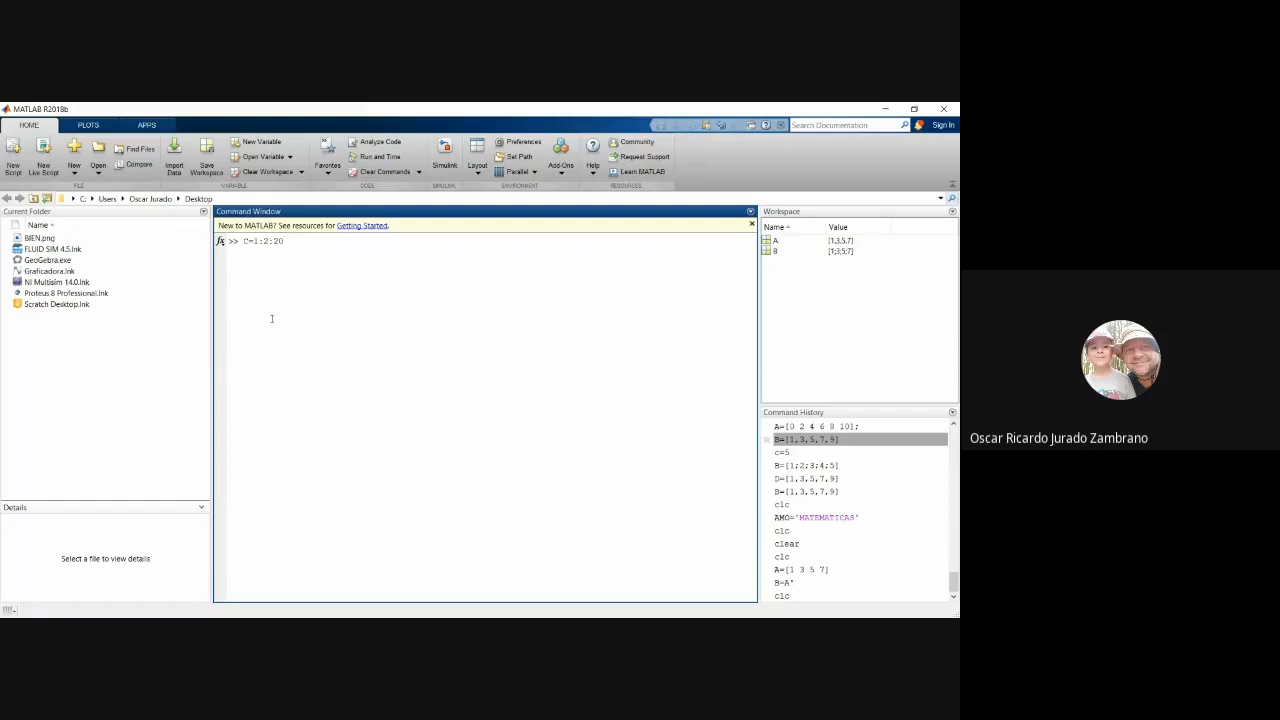 MATLAB R2018b
HOME PLOTS APPS
Search Documentation Sign In
New Script
New Live Script
New
Open
Find Files
Compare
Import Data
Save Workspace
New Variable
Open Variable
Clear Workspace
Favorites
Analyze Code
Run and Time
Clear Commands
Simulink
Layout
Preferences
Set Path
Parallel
Add-Ons
Help
Community
Request Support
Learn MATLAB
FILE VARIABLE CODE SIMULINK ENVIRONMENT RESOURCES
C: Users Oscar Jurado Desktop
Current Folder
Name
BIEN.png
FLUID SIM 4.5.lnk
GeoGebra.exe
Graficadora.lnk
NI Multisim 14.0.lnk
Proteus 8 Professional.lnk
Scratch Desktop.lnk
Details
Select a file to view details
Command Window
New to MATLAB? See resources for Getting Started.
fx >> C=1:2:20
Workspace
Name Value
A [1,3,5,7]
B [1;3;5;7]
Command History
A=[0 2 4 6 8 10];
B=[1,3,5,7,9]
c=5
B=[1;2;3;4;5]
D=[1,3,5,7,9]
B=[1,3,5,7,9]
clc
AMO='MATEMATICAS'
clc
clear
clc
A=[1 3 5 7]
B=A'
clc
Oscar Ricardo Jurado Zambrano